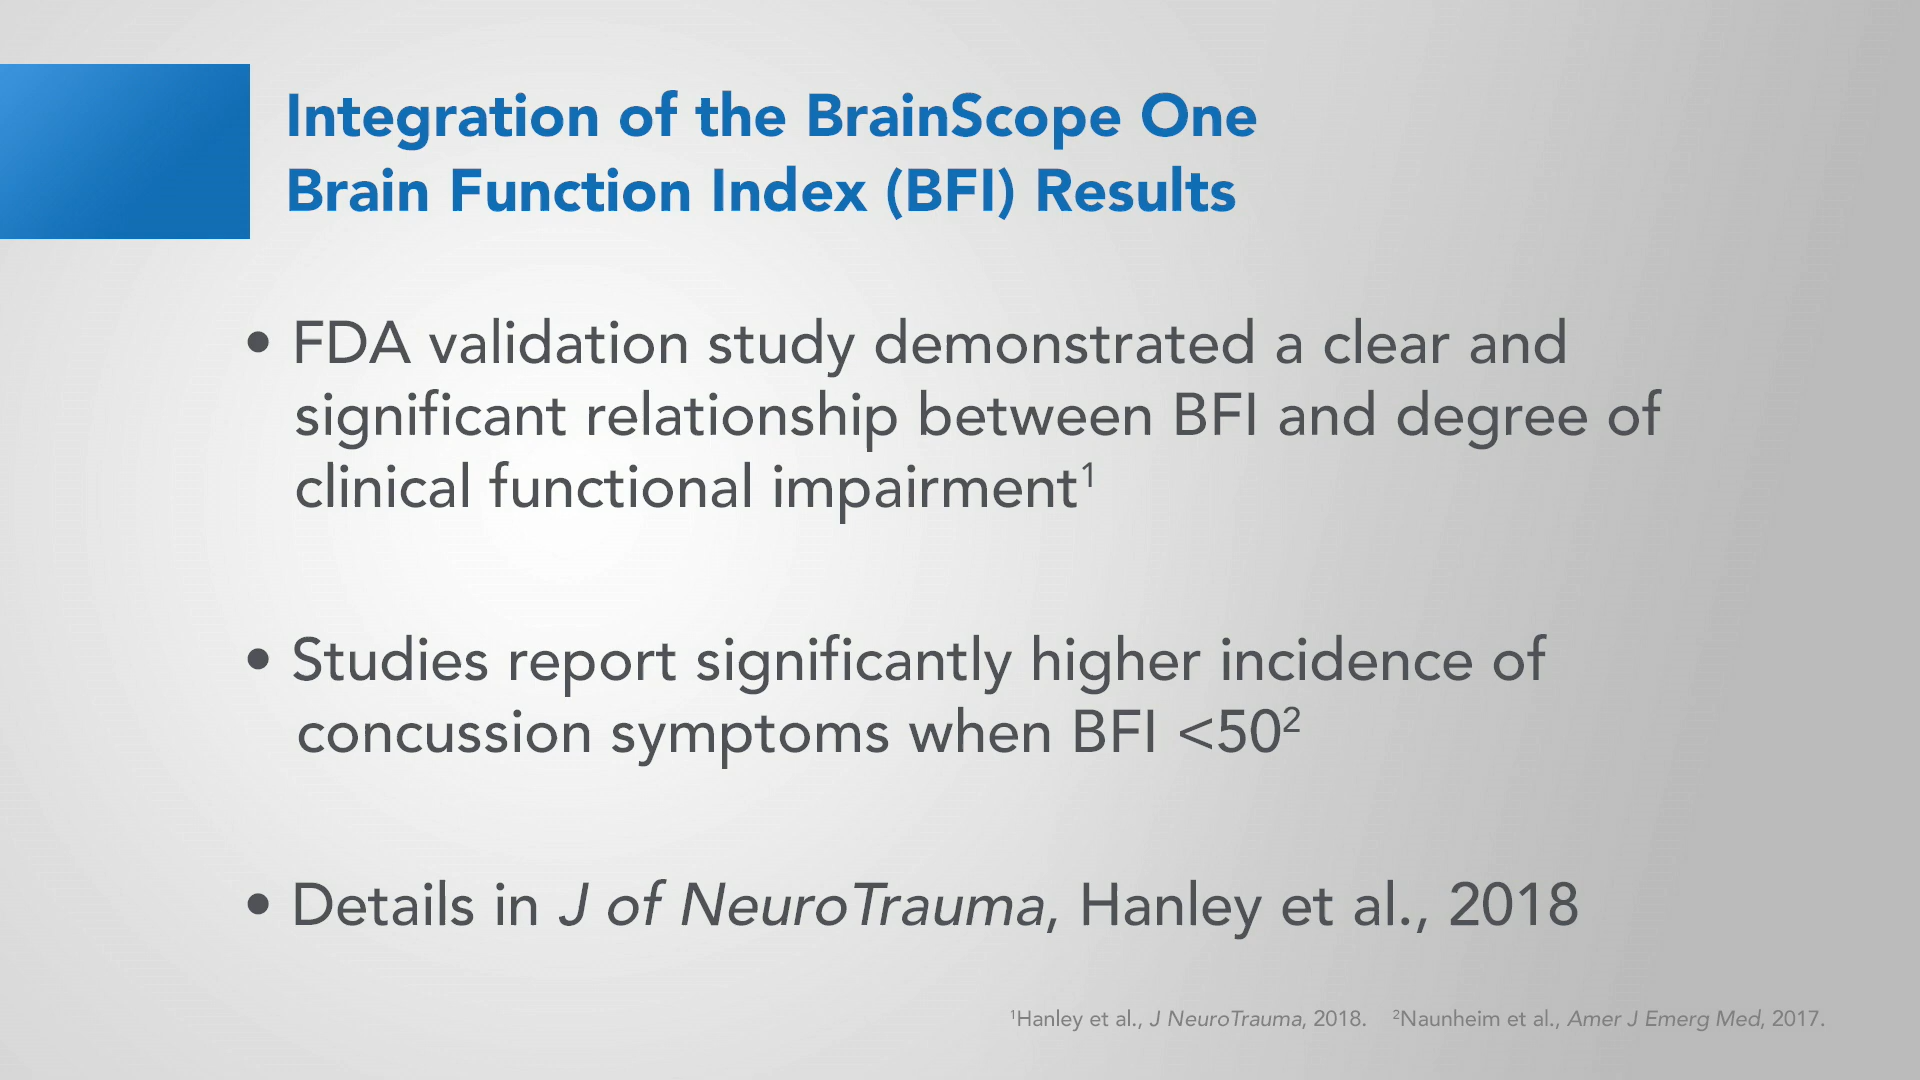 Integration of the BrainScope One
Brain Function Index (BFI) Results
• FDA validation study demonstrated a clear and
significant relationship between BFI and degree of
clinical functional impairment¹
• Studies report significantly higher incidence of
concussion symptoms when BFI <50²
• Details in J of NeuroTrauma, Hanley et al., 2018
¹Hanley et al., J NeuroTrauma, 2018. ²Naunheim et al., Amer J Emerg Med, 2017.